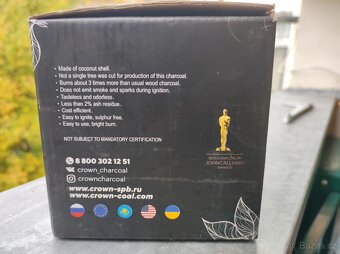 Made of coconut shell.
Not a single tree was cut for production of this charcoal.
Burns about 3 times more than usual wood charcoal.
Does not emit smoke and sparks during ignition.
Tasteless and odorless.
Less than 2% ash residue.
Cost efficient.
Easy to ignite, sulphur free.
Easy to use, bright burn.
NOT SUBJECT TO MANDATORY CERTIFICATION
8 800 302 12 51
crown_charcoal
crowncharcoal
www.crown-spb.ru
www.crown-coal.com
JOHNCALLIANO
AWARDS